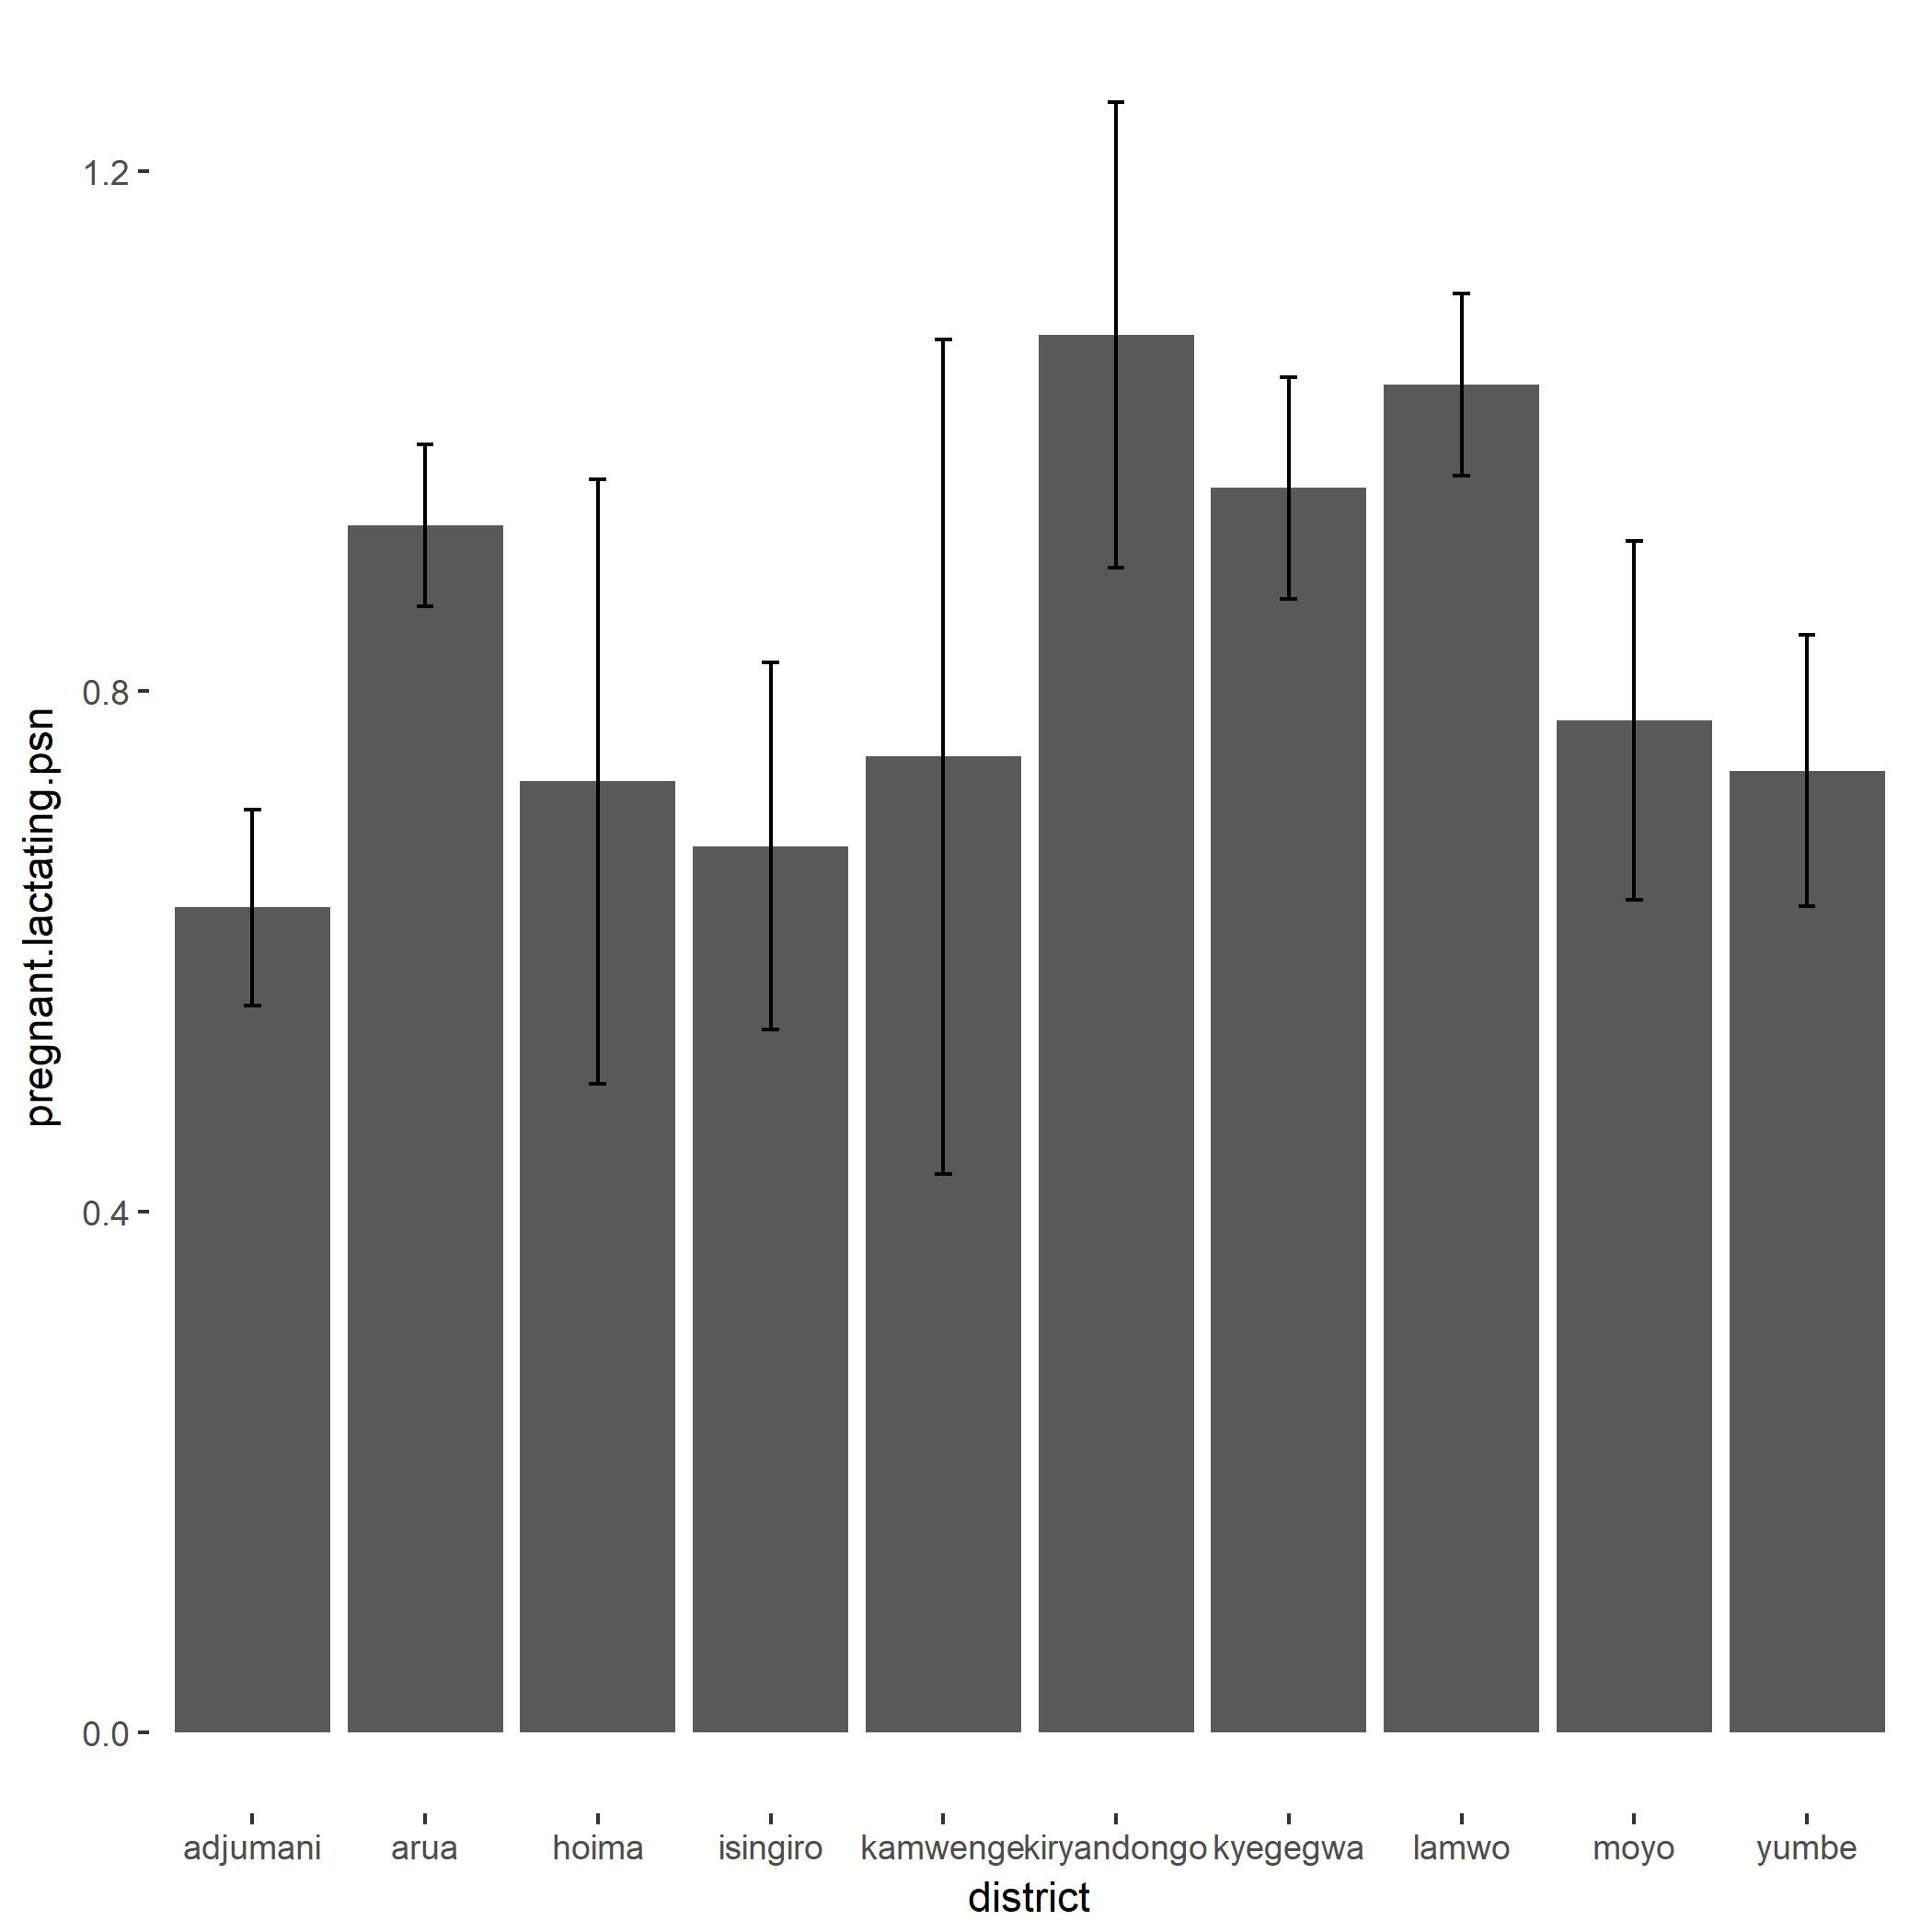 pregnant.lactating.psn
1.2
0.8
0.4
0.0
adjumani arua hoima isingiro kamwenge kiryandongo kyegegwa lamwo moyo yumbe
district